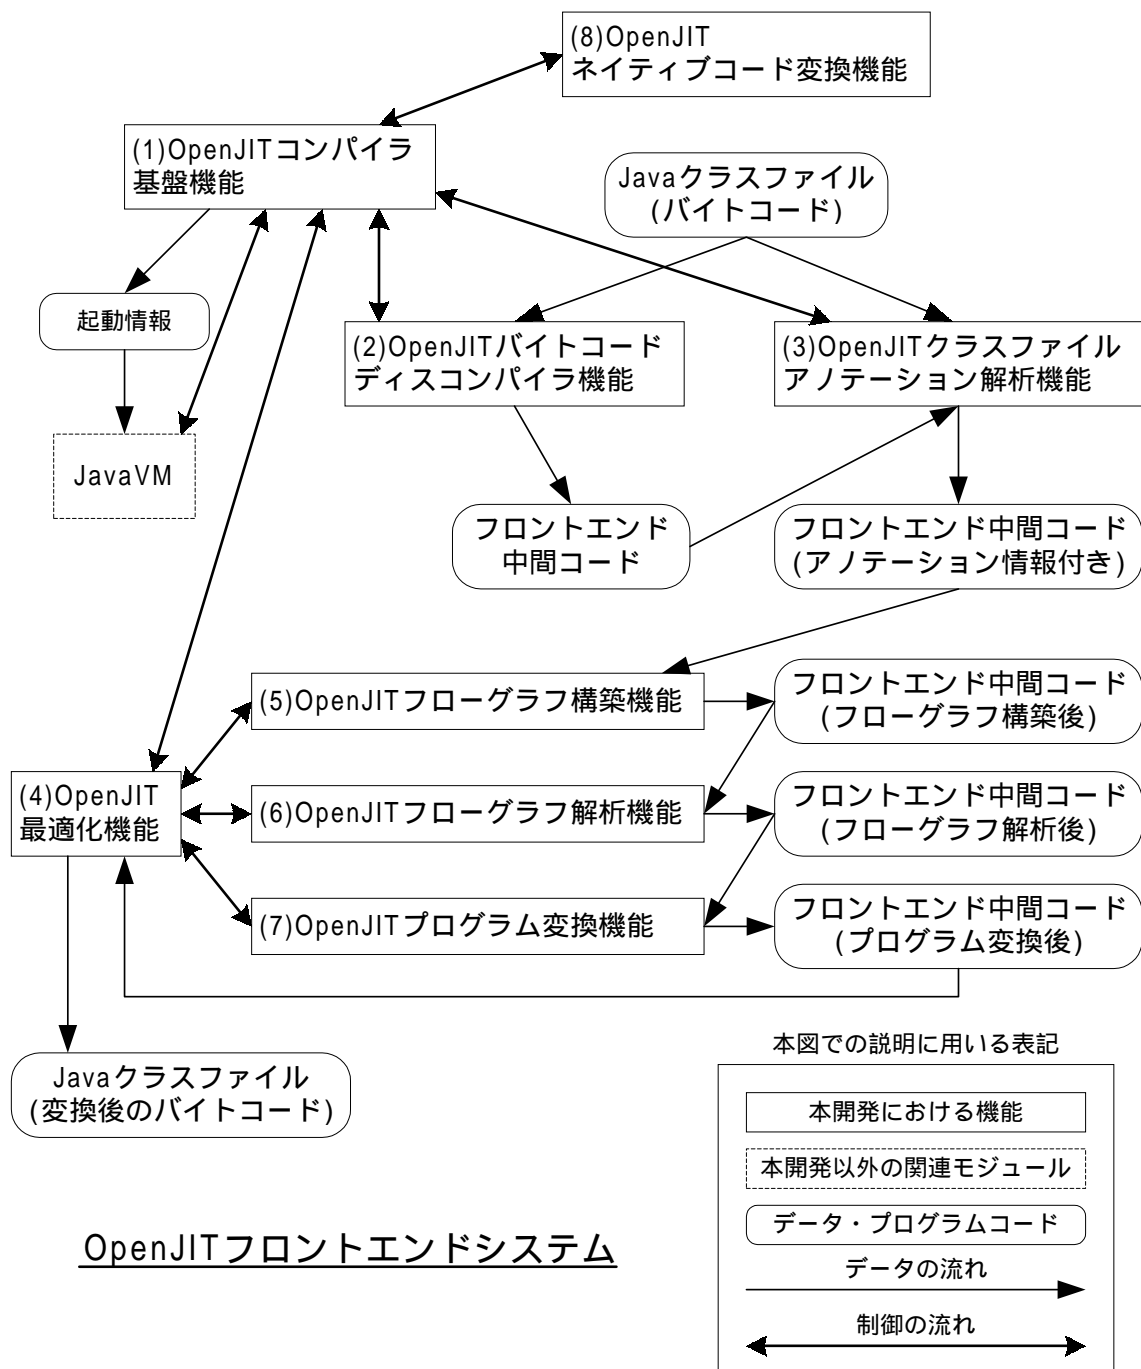 (8)OpenJIT
ネイティブコード変換機能
(1)OpenJITコンパイラ
基盤機能
Javaクラスファイル
(バイトコード)
起動情報
(2)OpenJITバイトコード
ディスコンパイラ機能
(3)OpenJITクラスファイル
アノテーション解析機能
JavaVM
フロントエンド
中間コード
フロントエンド中間コード
(アノテーション情報付き)
(5)OpenJITフローグラフ構築機能
フロントエンド中間コード
(フローグラフ構築後)
(4)OpenJIT
最適化機能
(6)OpenJITフローグラフ解析機能
フロントエンド中間コード
(フローグラフ解析後)
(7)OpenJITプログラム変換機能
フロントエンド中間コード
(プログラム変換後)
Javaクラスファイル
(変換後のバイトコード)
本図での説明に用いる表記
本開発における機能
本開発以外の関連モジュール
データ・プログラムコード
データの流れ
制御の流れ
OpenJITフロントエンドシステム